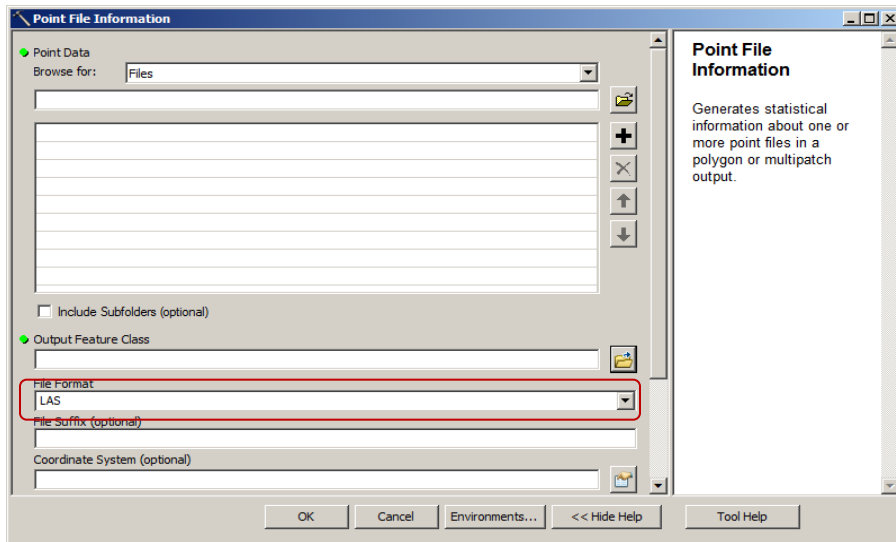 Point File Information
Point Data
Browse for:
Files
Include Subfolders (optional)
Output Feature Class
File Format
LAS
File Suffix (optional)
Coordinate System (optional)
OK
Cancel
Environments...
<< Hide Help
Tool Help
Point File
Information
Generates statistical
information about one or
more point files in a
polygon or multipatch
output.